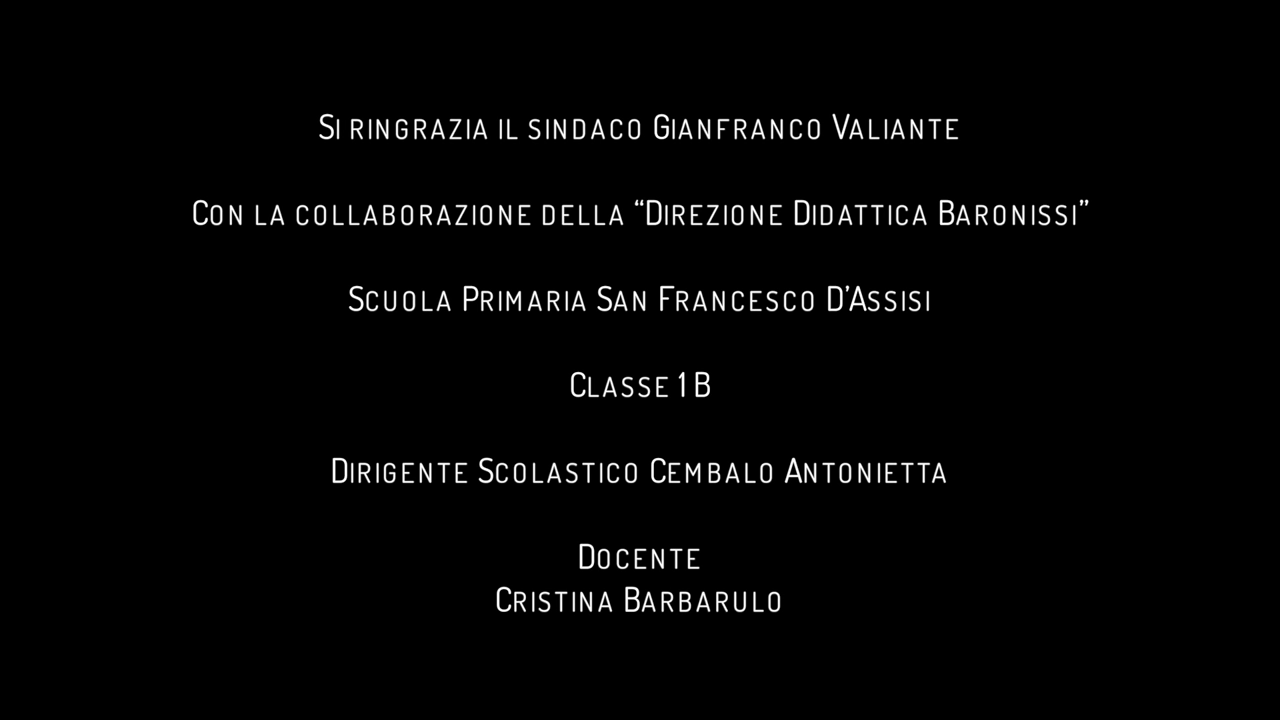 Si ringrazia il sindaco Gianfranco Valiante
Con la collaborazione della “Direzione Didattica Baronissi”
Scuola Primaria San Francesco D’Assisi
Classe 1 B
Dirigente Scolastico Cembalo Antonietta
Docente
Cristina Barbarulo